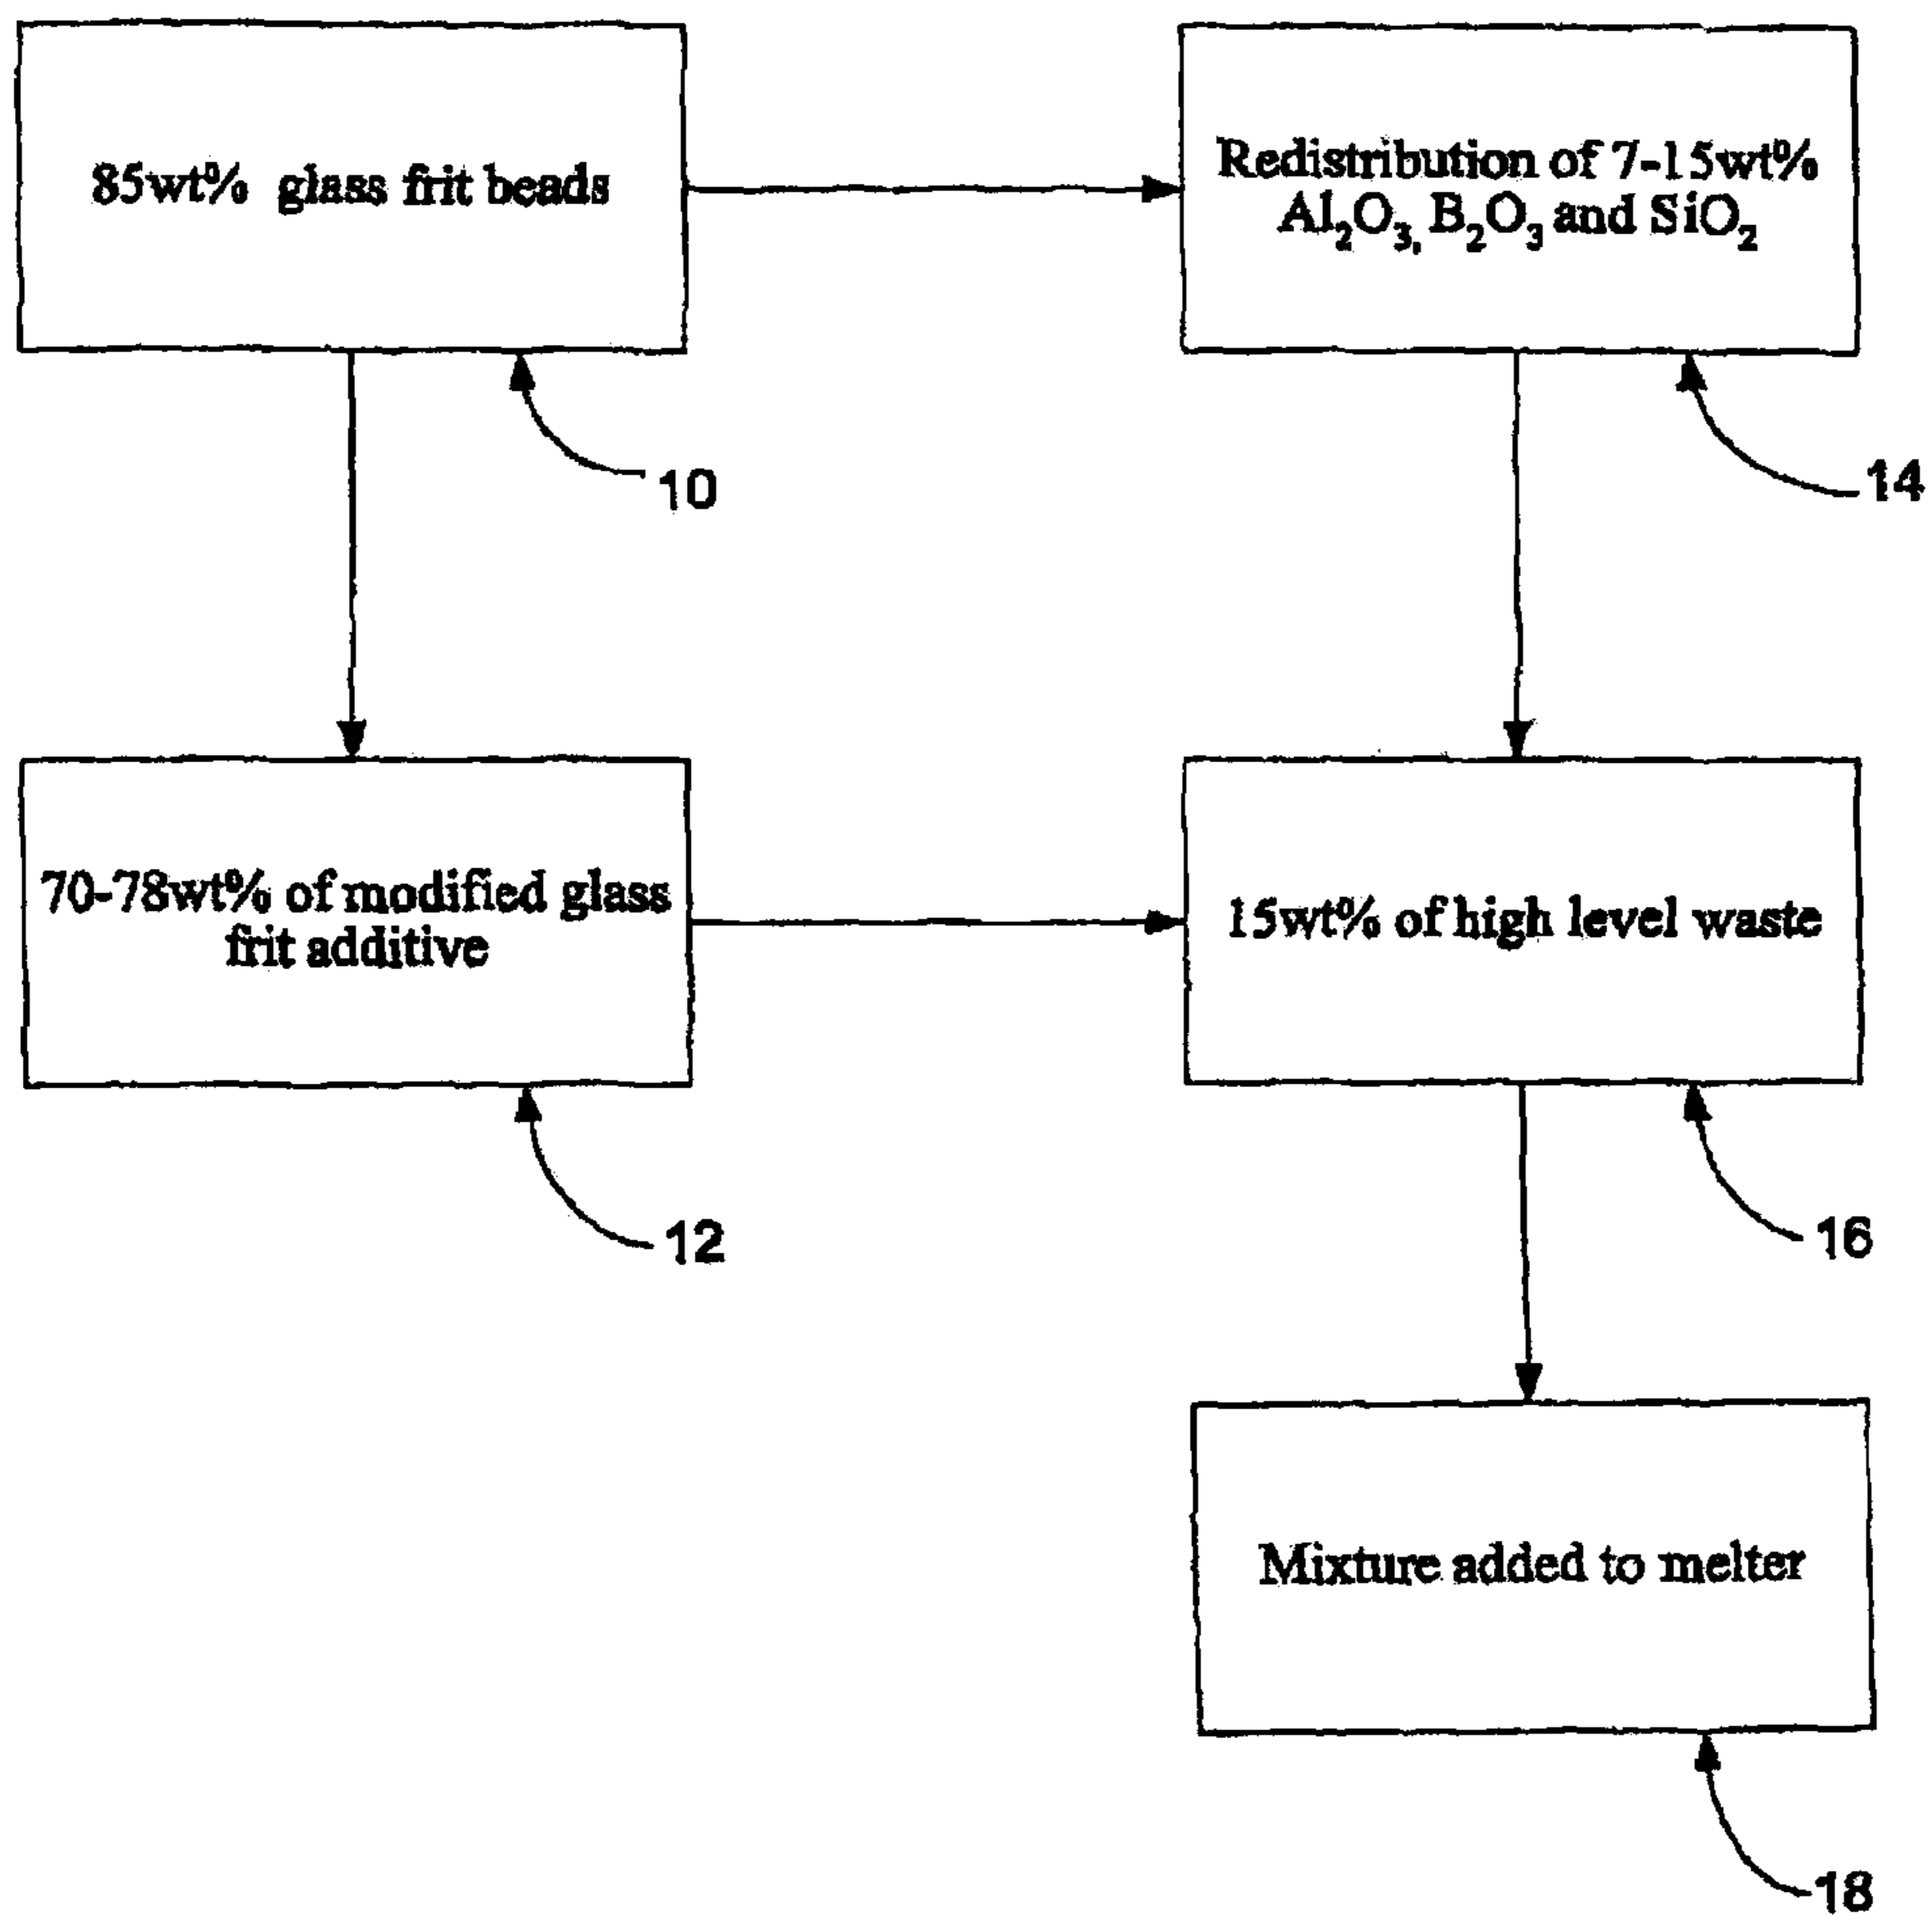 85wt% glass frit beads
Redistribution of 7-15wt%
Al₂O₃, B₂O₃ and SiO₂
10
14
70-78wt% of modified glass
frit additive
15wt% of high level waste
12
16
Mixture added to melter
18